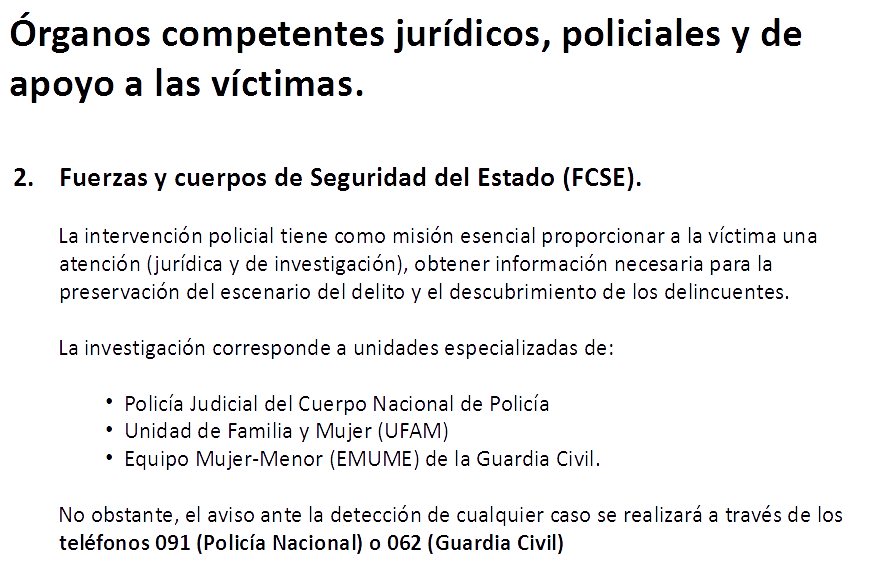 Órganos competentes jurídicos, policiales y de
apoyo a las víctimas.
2. Fuerzas y cuerpos de Seguridad del Estado (FCSE).
La intervención policial tiene como misión esencial proporcionar a la víctima una
atención (jurídica y de investigación), obtener información necesaria para la
preservación del escenario del delito y el descubrimiento de los delincuentes.
La investigación corresponde a unidades especializadas de:
• Policía Judicial del Cuerpo Nacional de Policía
• Unidad de Familia y Mujer (UFAM)
• Equipo Mujer-Menor (EMUME) de la Guardia Civil.
No obstante, el aviso ante la detección de cualquier caso se realizará a través de los
teléfonos 091 (Policía Nacional) o 062 (Guardia Civil)